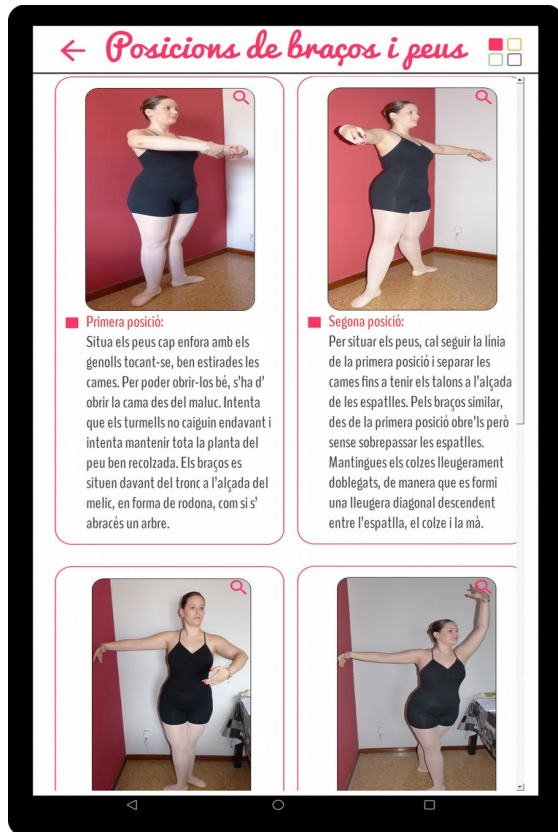 Posicions de braços i peus
Primera posició:
Situa els peus cap enfora amb els
genolls tocant-se, ben estirades les
cames. Per poder obrir-los bé, s'ha d'
obrir la cama des del maluc. Intenta
que els turmells no caiguin endavant i
intenta mantenir tota la planta del
peu ben recolzada. Els braços es
situen davant del tronc a l'alçada del
melic, en forma de rodona, com si s'
abracés un arbre.
Segona posició:
Per situar els peus, cal seguir la línia
de la primera posició i separar les
cames fins a tenir els talons a l'alçada
de les espatlles. Pels braços similar,
des de la primera posició obre'ls però
sense sobrepassar les espatlles.
Mantingues els colzes lleugerament
doblegats, de manera que es formi
una lleugera diagonal descendent
entre l'espatlla, el colze i la mà.